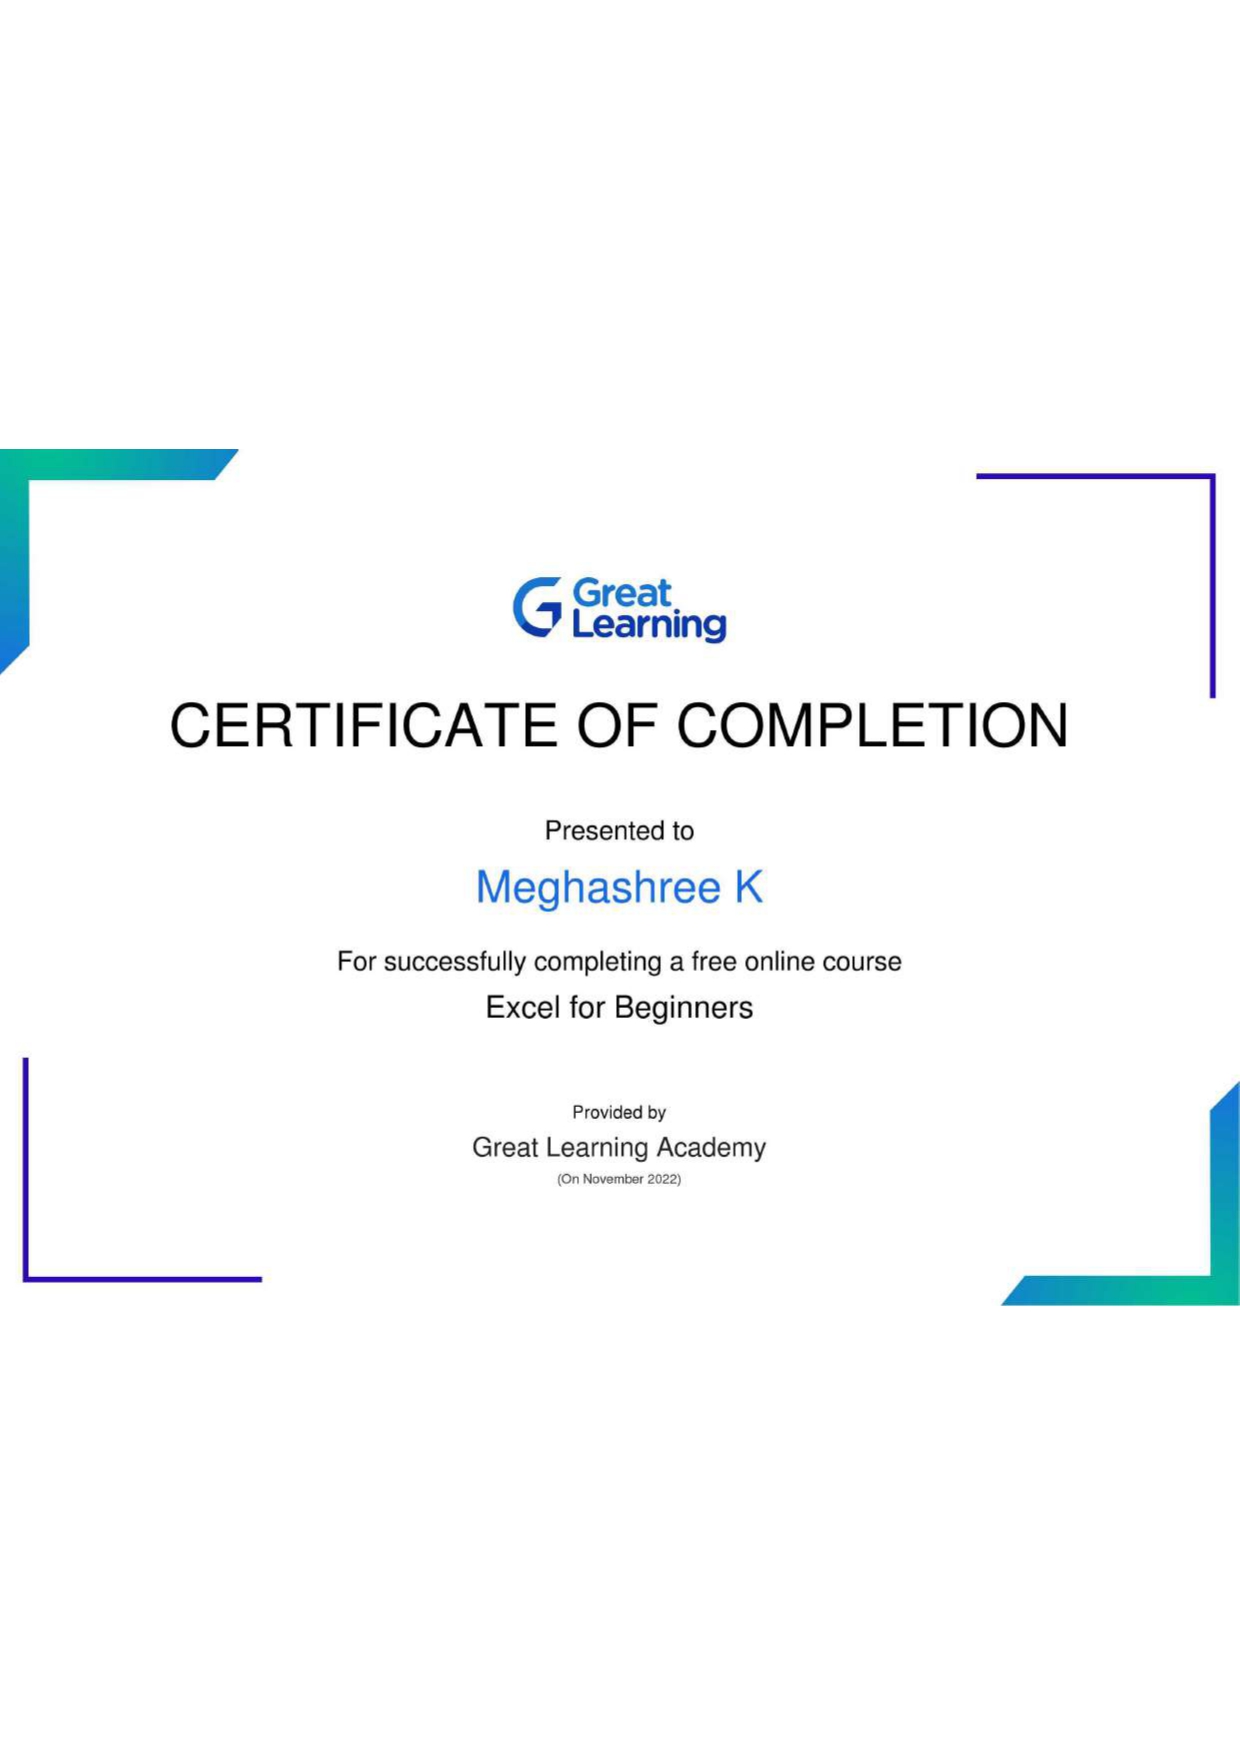 Great
Learning
CERTIFICATE OF COMPLETION
Presented to
Meghashree K
For successfully completing a free online course
Excel for Beginners
Provided by
Great Learning Academy
(On November 2022)